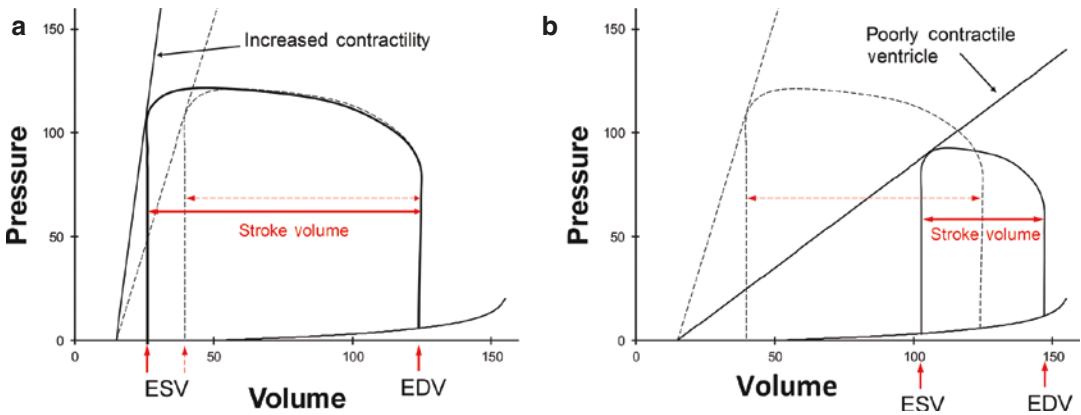 a
Increased contractility
150
100
50
0
Pressure
Stroke volume
0
50
100
150
ESV
EDV
Volume
b
Poorly contractile
ventricle
150
100
50
0
Pressure
Stroke volume
0
50
100
150
Volume
ESV
EDV